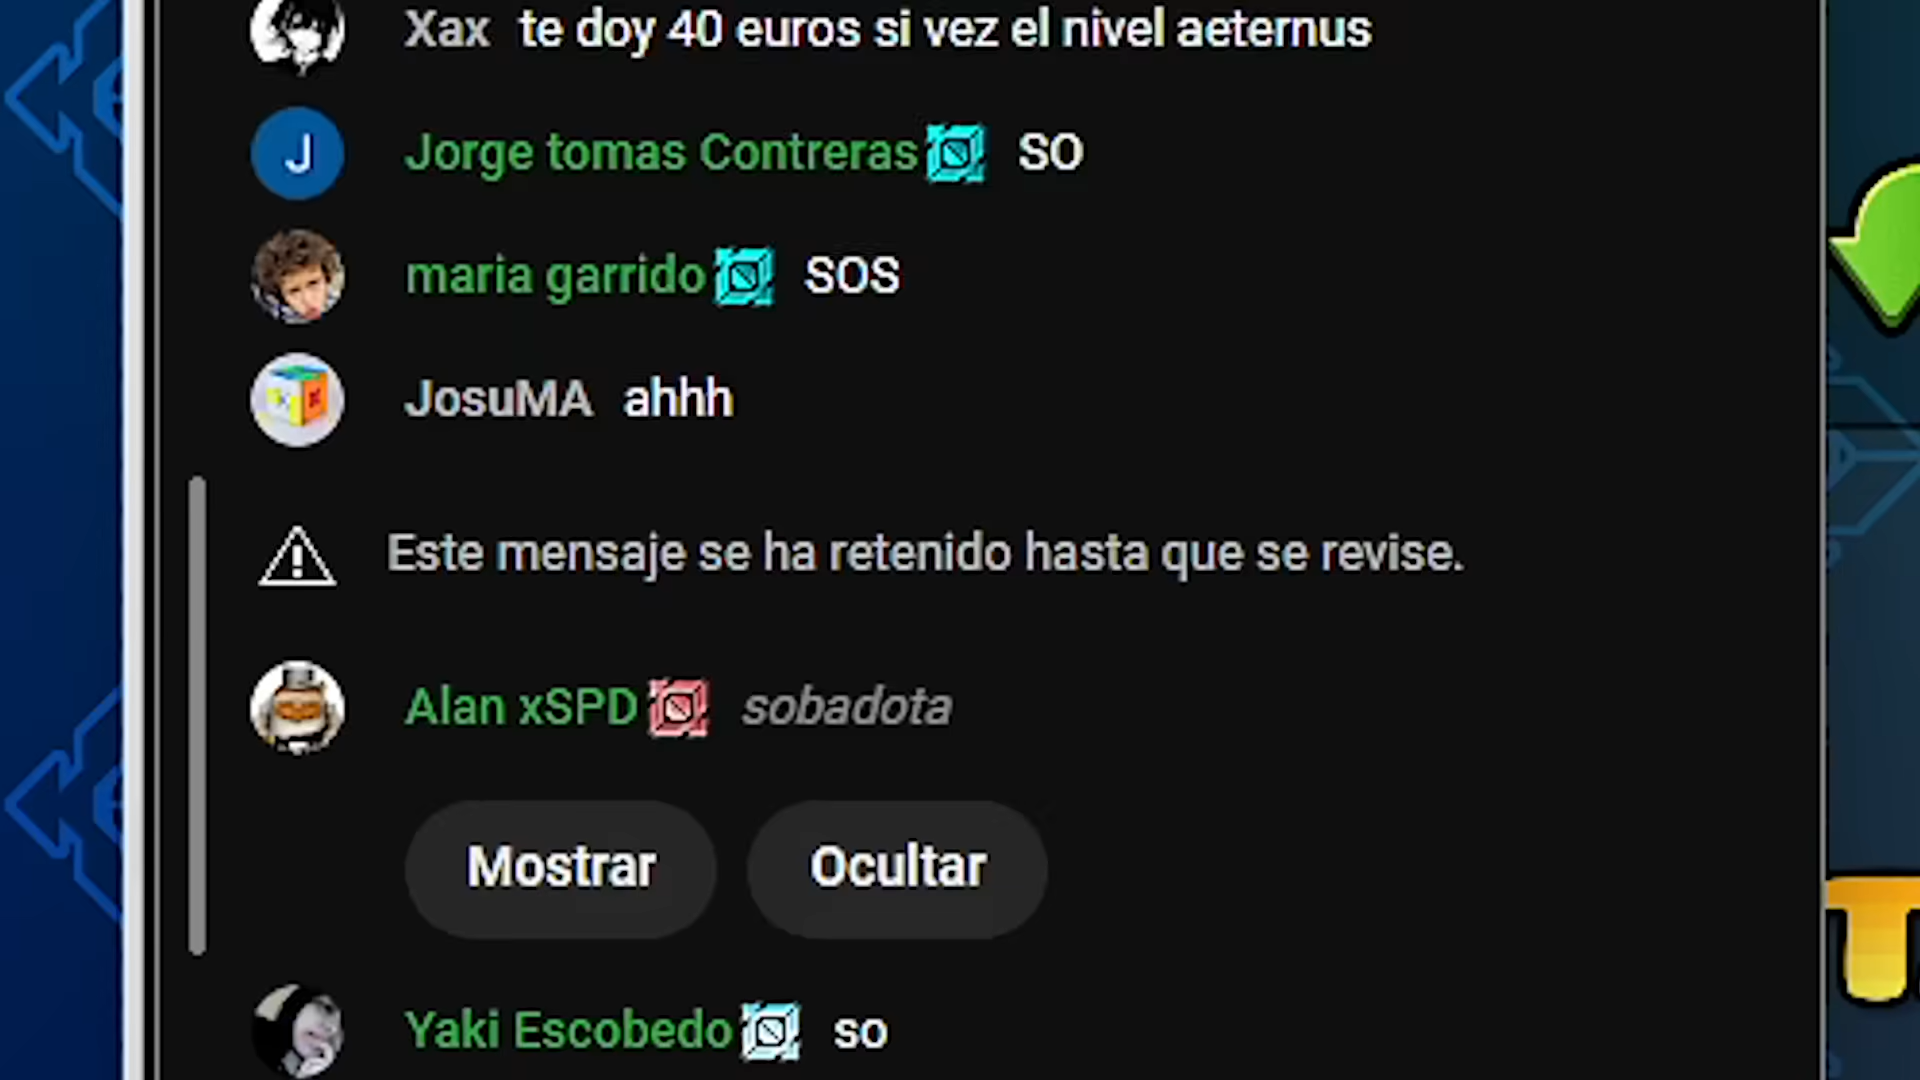 Xax te doy 40 euros si vez el nivel aeternus
J Jorge tomas Contreras SO
maria garrido SOS
JosuMA ahhh
Este mensaje se ha retenido hasta que se revise.
Alan xSPD sobadota
Mostrar Ocultar
Yaki Escobedo so